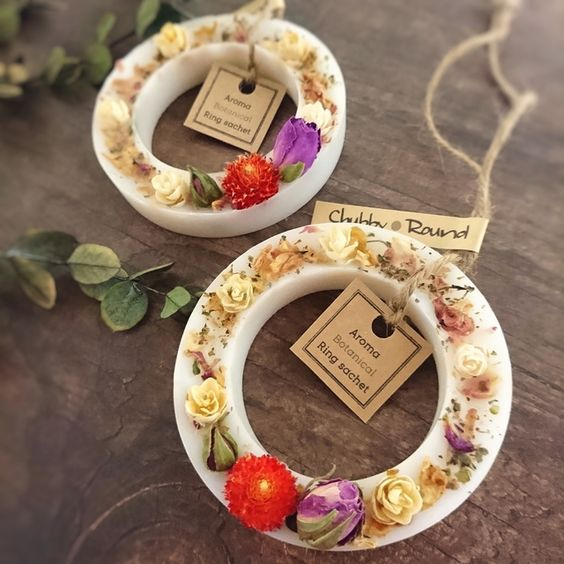 Aroma
Botanical
Ring sachet
Chubby Round
Aroma
Botanical
Ring sachet